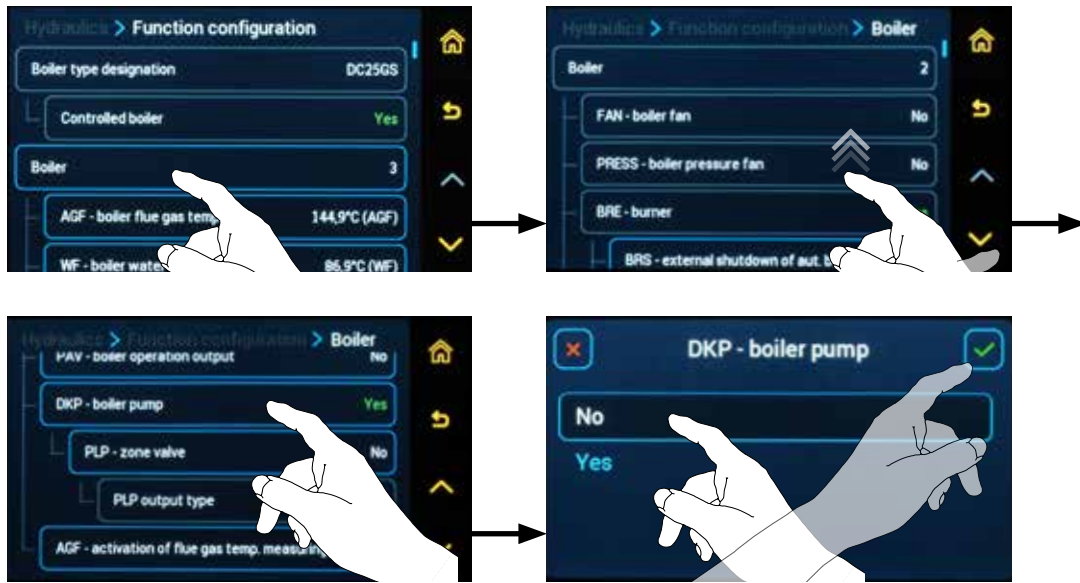 Hydraulics > Function configuration
Boiler type designation DC25GS
Controlled boiler Yes
Boiler 3
AGF - boiler flue gas temp 144,9°C (AGF)
WF - boiler wate 86,9°C (WF)
Hydraulics > Function configuration > Boiler
Boiler 2
FAN - boiler fan No
PRESS - boiler pressure fan No
BRE - burner
BRS - external shutdown of aut. b
Hydraulics > Function configuration > Boiler
PAV - boiler operation output No
DKP - boiler pump Yes
PLP - zone valve No
PLP output type
AGF - activation of flue gas temp. measuring
DKP - boiler pump
No
Yes